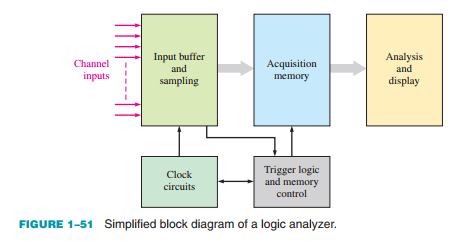 Channel
inputs
Input buffer
and
sampling
Acquisition
memory
Analysis
and
display
Clock
circuits
Trigger logic
and memory
control
FIGURE 1–51 Simplified block diagram of a logic analyzer.